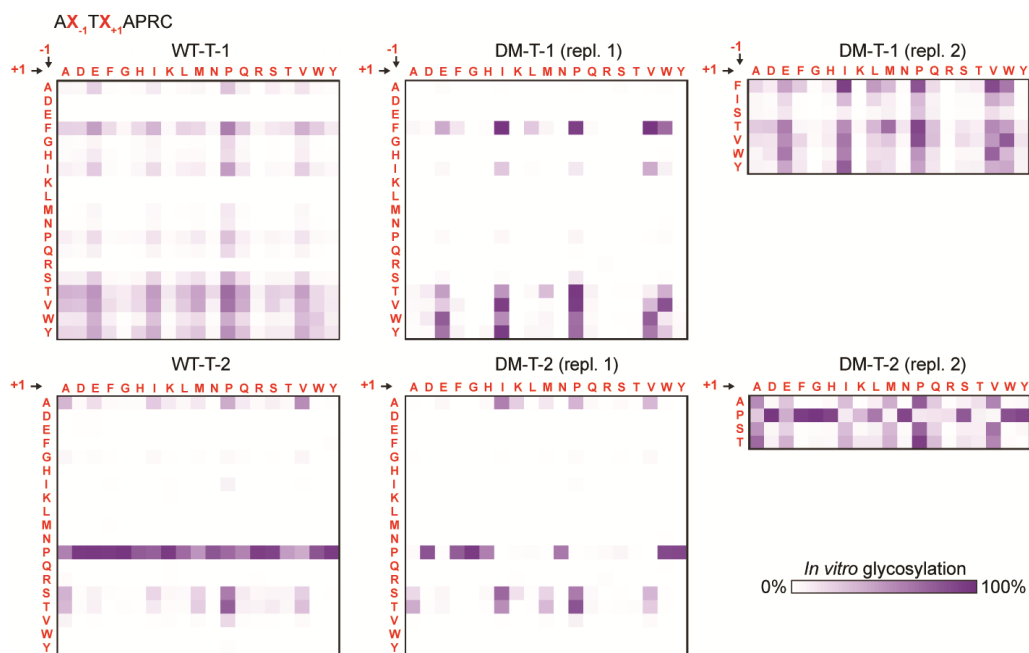 AX-1TX+1APRC
WT-T-1
-1
+1
A D E F G H I K L M N P Q R S T V W Y
A
D
E
F
G
H
I
K
L
M
N
P
Q
R
S
T
V
W
Y
DM-T-1 (repl. 1)
-1
+1
A D E F G H I K L M N P Q R S T V W Y
A
D
E
F
G
H
I
K
L
M
N
P
Q
R
S
T
V
W
Y
DM-T-1 (repl. 2)
-1
+1
A D E F G H I K L M N P Q R S T V W Y
F
I
S
T
V
W
Y
WT-T-2
+1
A D E F G H I K L M N P Q R S T V W Y
A
D
E
F
G
H
I
K
L
M
N
P
Q
R
S
T
V
W
Y
DM-T-2 (repl. 1)
+1
A D E F G H I K L M N P Q R S T V W Y
A
D
E
F
G
H
I
K
L
M
N
P
Q
R
S
T
V
W
Y
DM-T-2 (repl. 2)
+1
A D E F G H I K L M N P Q R S T V W Y
A
P
S
T
In vitro glycosylation
0% 100%